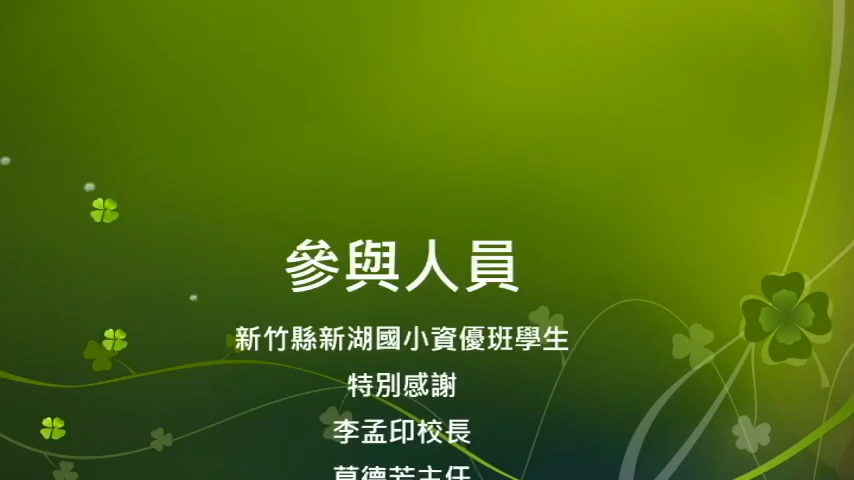 參與人員
新竹縣新湖國小資優班學生
特別感謝
李孟印校長